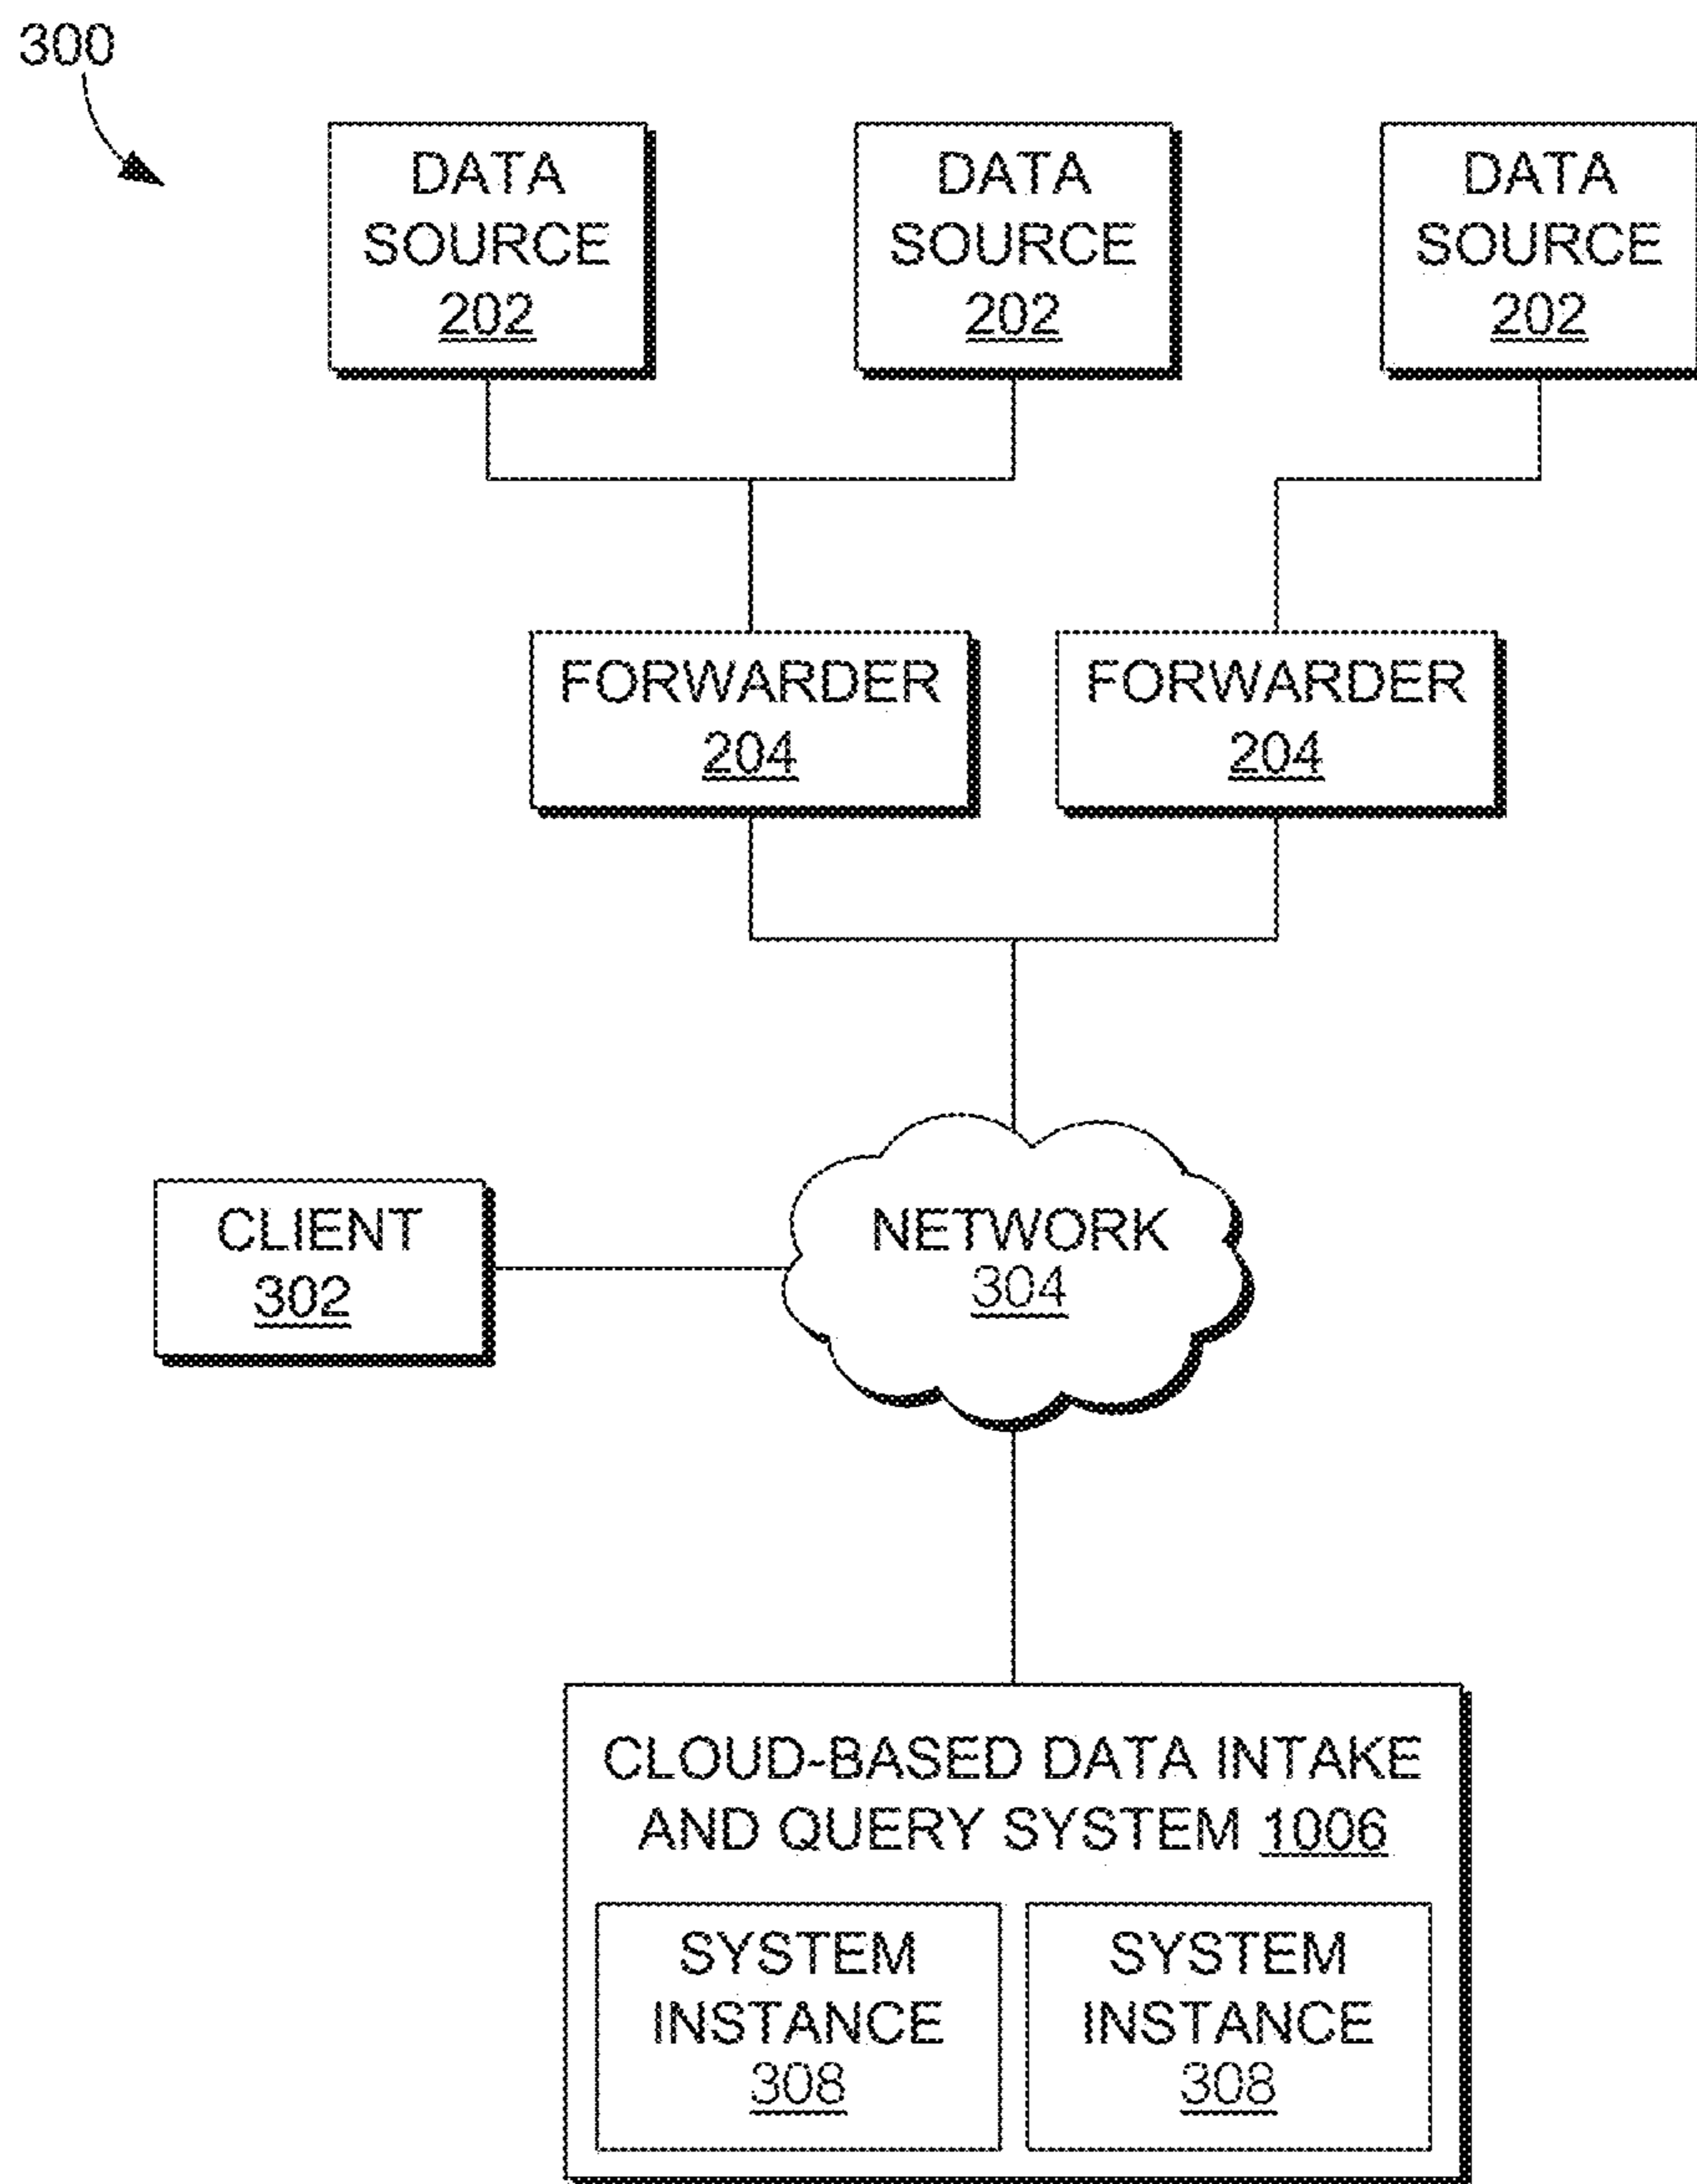 300
DATA
SOURCE
202
DATA
SOURCE
202
DATA
SOURCE
202
FORWARDER
204
FORWARDER
204
CLIENT
302
NETWORK
304
CLOUD-BASED DATA INTAKE
AND QUERY SYSTEM 1006
SYSTEM
INSTANCE
308
SYSTEM
INSTANCE
308